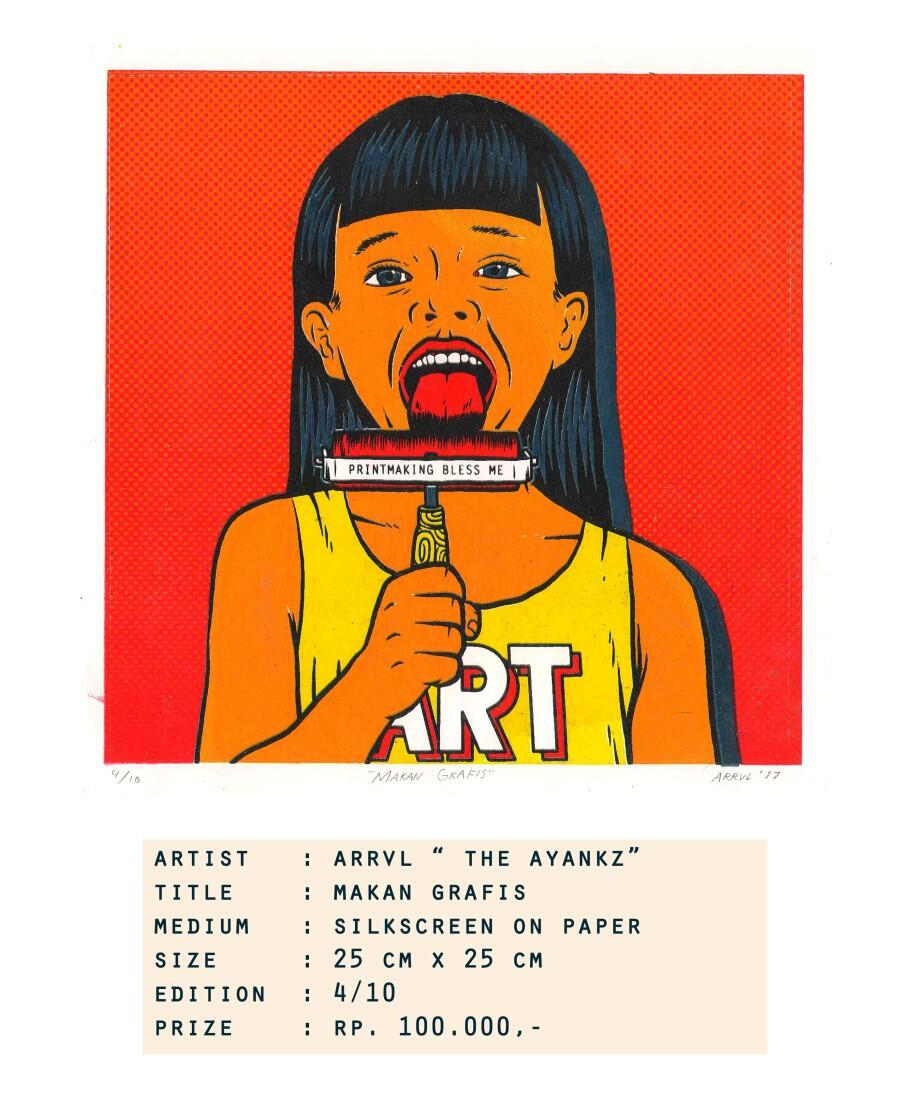 PRINTMAKING BLESS ME
ART
4/10
"MAKAN GRAFIS"
ARRVL '17
ARTIST : ARRVL “ THE AYANKZ”
TITLE : MAKAN GRAFIS
MEDIUM : SILKSCREEN ON PAPER
SIZE : 25 CM X 25 CM
EDITION : 4/10
PRIZE : RP. 100.000,-